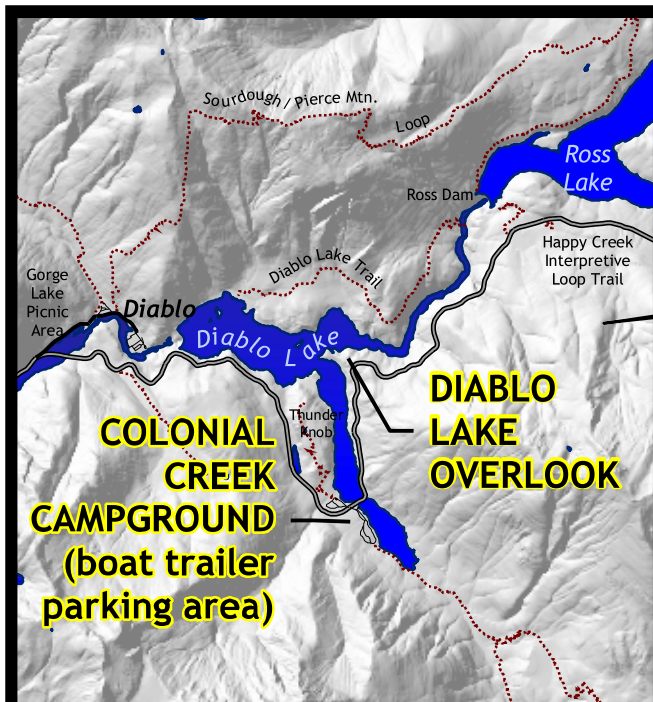 Sourdough / Pierce Mtn.
Loop
Ross
Lake
Ross Dam
Happy Creek
Interpretive
Loop Trail
Diablo Lake Trail
Gorge
Lake
Picnic
Area
Diablo
Diablo Lake
Thunder
Knob
DIABLO
LAKE
OVERLOOK
COLONIAL
CREEK
CAMPGROUND
(boat trailer
parking area)